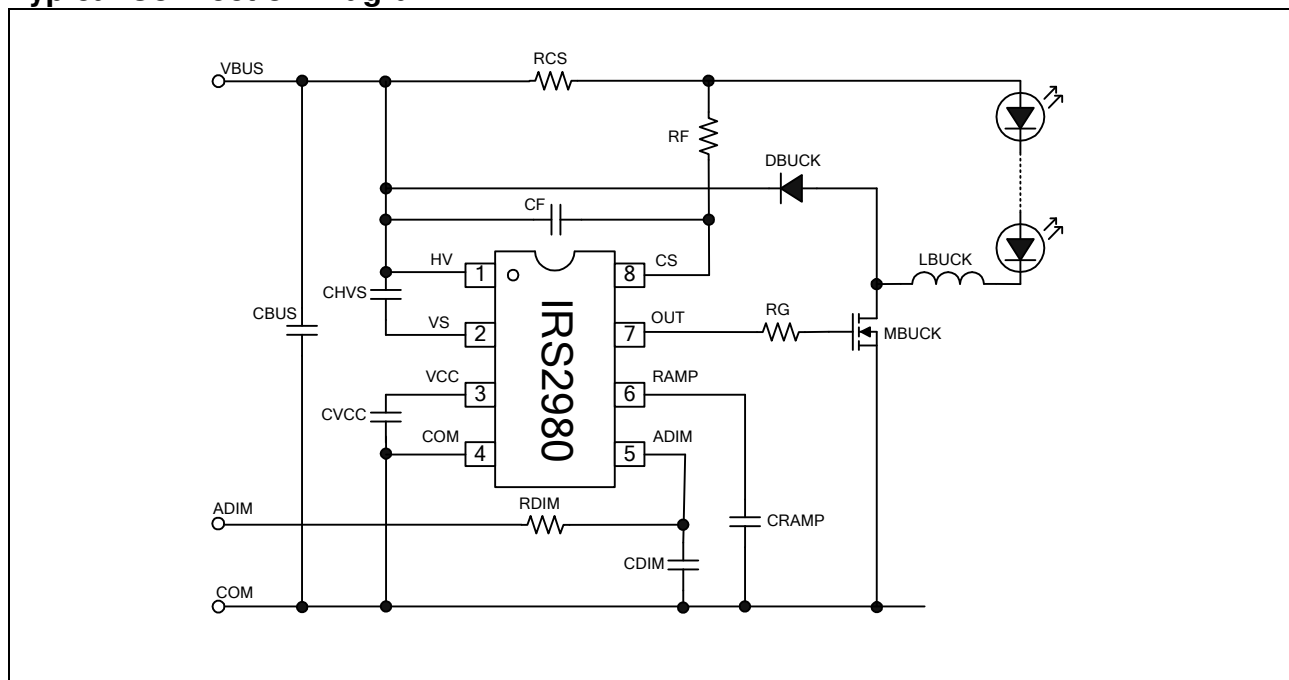 VBUS
RCS
RF
DBUCK
CF
HV
1
8
CS
LBUCK
CHVS
CBUS
VS
2
7
OUT
RG
MBUCK
IRS2980
VCC
3
6
RAMP
CVCC
COM
4
5
ADIM
ADIM
RDIM
CRAMP
CDIM
COM